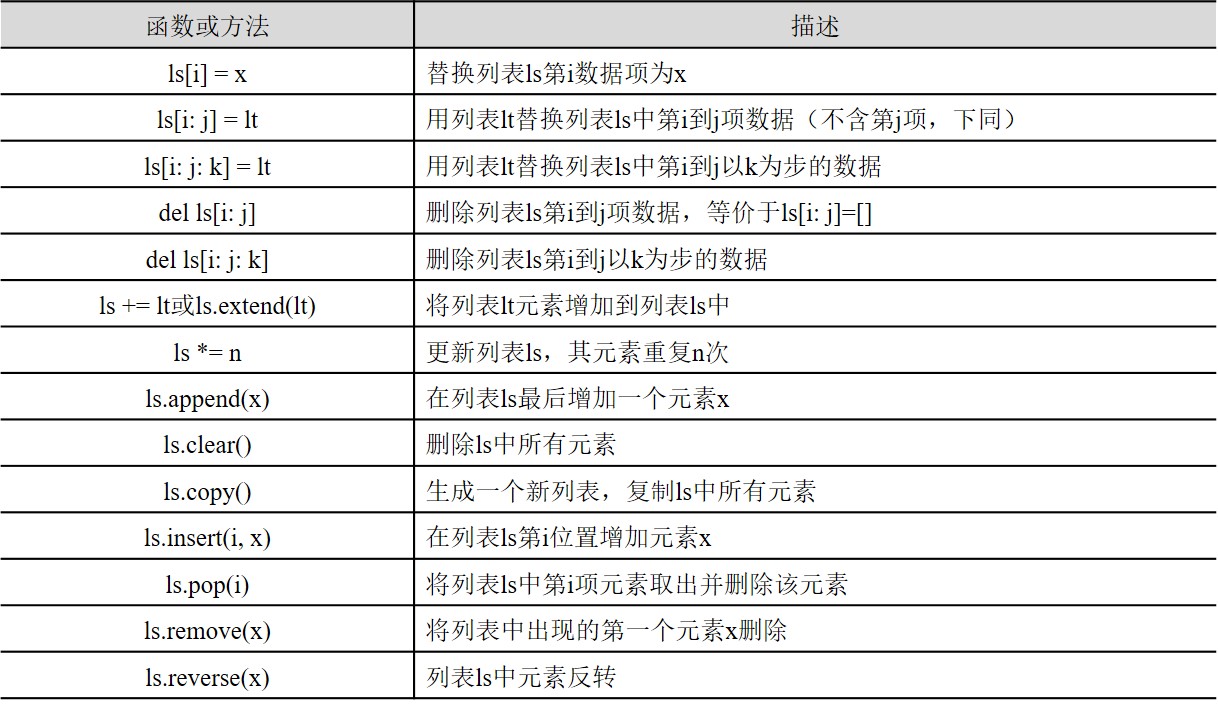 函数或方法 描述
ls[i] = x 替换列表ls第i数据项为x
ls[i: j] = lt 用列表lt替换列表ls中第i到j项数据（不含第j项，下同）
ls[i: j: k] = lt 用列表lt替换列表ls中第i到j以k为步的数据
del ls[i: j] 删除列表ls第i到j项数据，等价于ls[i: j]=[]
del ls[i: j: k] 删除列表ls第i到j以k为步的数据
ls += lt或ls.extend(lt) 将列表lt元素增加到列表ls中
ls *= n 更新列表ls，其元素重复n次
ls.append(x) 在列表ls最后增加一个元素x
ls.clear() 删除ls中所有元素
ls.copy() 生成一个新列表，复制ls中所有元素
ls.insert(i, x) 在列表ls第i位置增加元素x
ls.pop(i) 将列表ls中第i项元素取出并删除该元素
ls.remove(x) 将列表中出现的第一个元素x删除
ls.reverse(x) 列表ls中元素反转